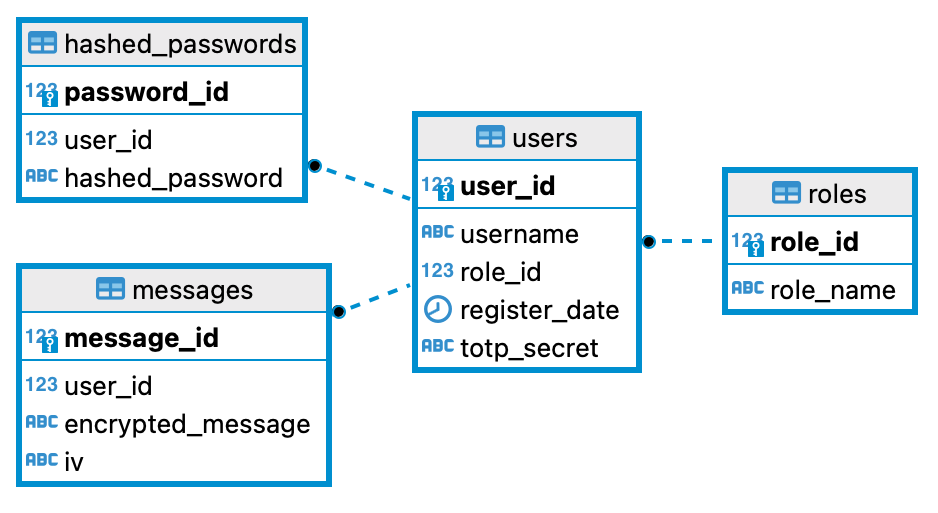 hashed_passwords
123 password_id
123 user_id
ABC hashed_password
messages
123 message_id
123 user_id
ABC encrypted_message
ABC iv
users
123 user_id
ABC username
123 role_id
register_date
ABC totp_secret
roles
123 role_id
ABC role_name